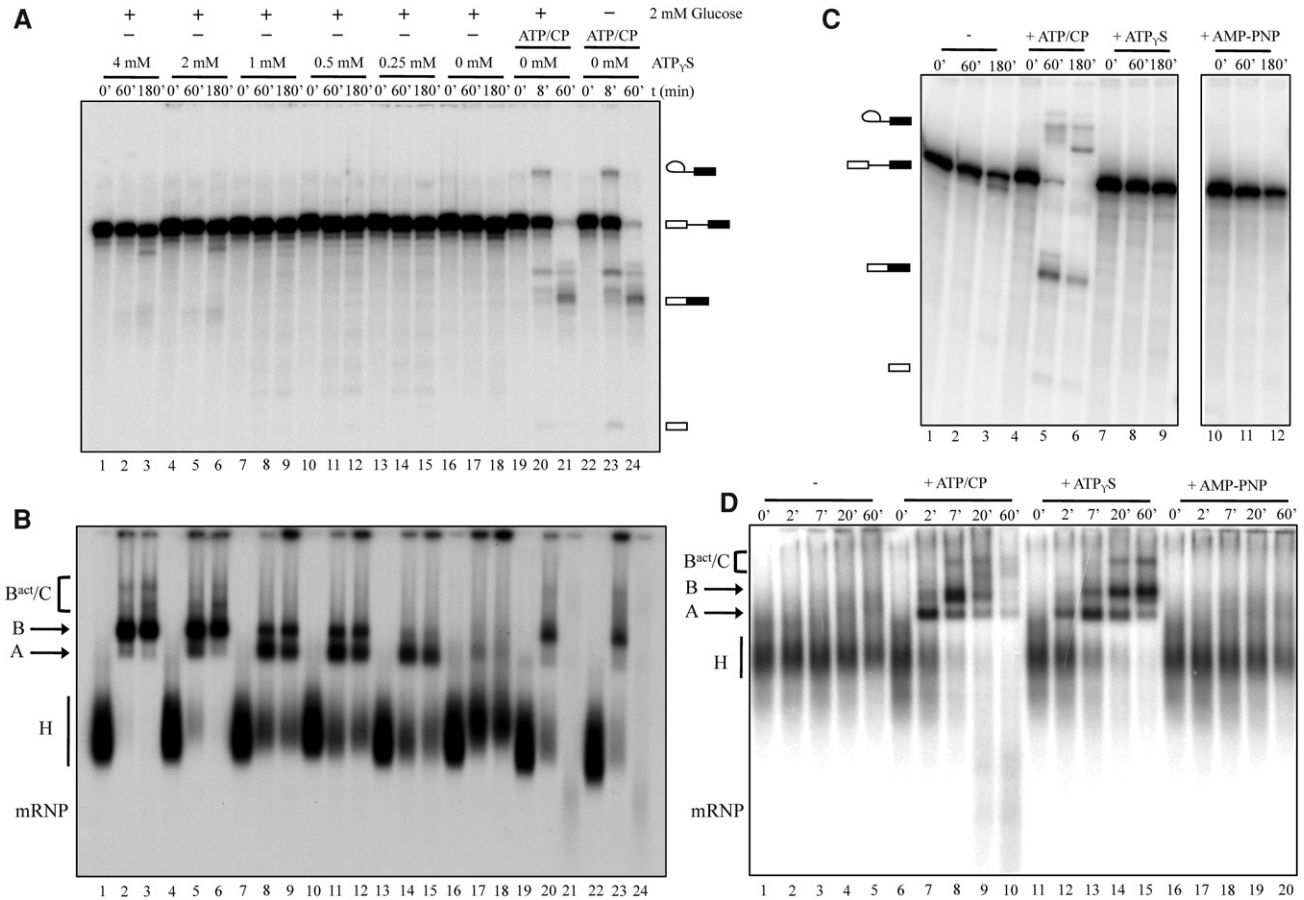 A
+ + + + + + + − 2 mM Glucose
− − − − − − ATP/CP ATP/CP
4 mM 2 mM 1 mM 0.5 mM 0.25 mM 0 mM 0 mM 0 mM ATPγS
0’ 60’ 180’ 0’ 60’ 180’ 0’ 60’ 180’ 0’ 60’ 180’ 0’ 60’ 180’ 0’ 60’ 180’ 0’ 8’ 60’ 0’ 8’ 60’ t (min)
1 2 3 4 5 6 7 8 9 10 11 12 13 14 15 16 17 18 19 20 21 22 23 24
B
Bact/C
B
A
H
mRNP
1 2 3 4 5 6 7 8 9 10 11 12 13 14 15 16 17 18 19 20 21 22 23 24
C
- + ATP/CP + ATPγS + AMP-PNP
0’ 60’ 180’ 0’ 60’ 180’ 0’ 60’ 180’ 0’ 60’ 180’
1 2 3 4 5 6 7 8 9 10 11 12
D
- + ATP/CP + ATPγS + AMP-PNP
0’ 2’ 7’ 20’ 60’ 0’ 2’ 7’ 20’ 60’ 0’ 2’ 7’ 20’ 60’ 0’ 2’ 7’ 20’ 60’
Bact/C
B
A
H
mRNP
1 2 3 4 5 6 7 8 9 10 11 12 13 14 15 16 17 18 19 20